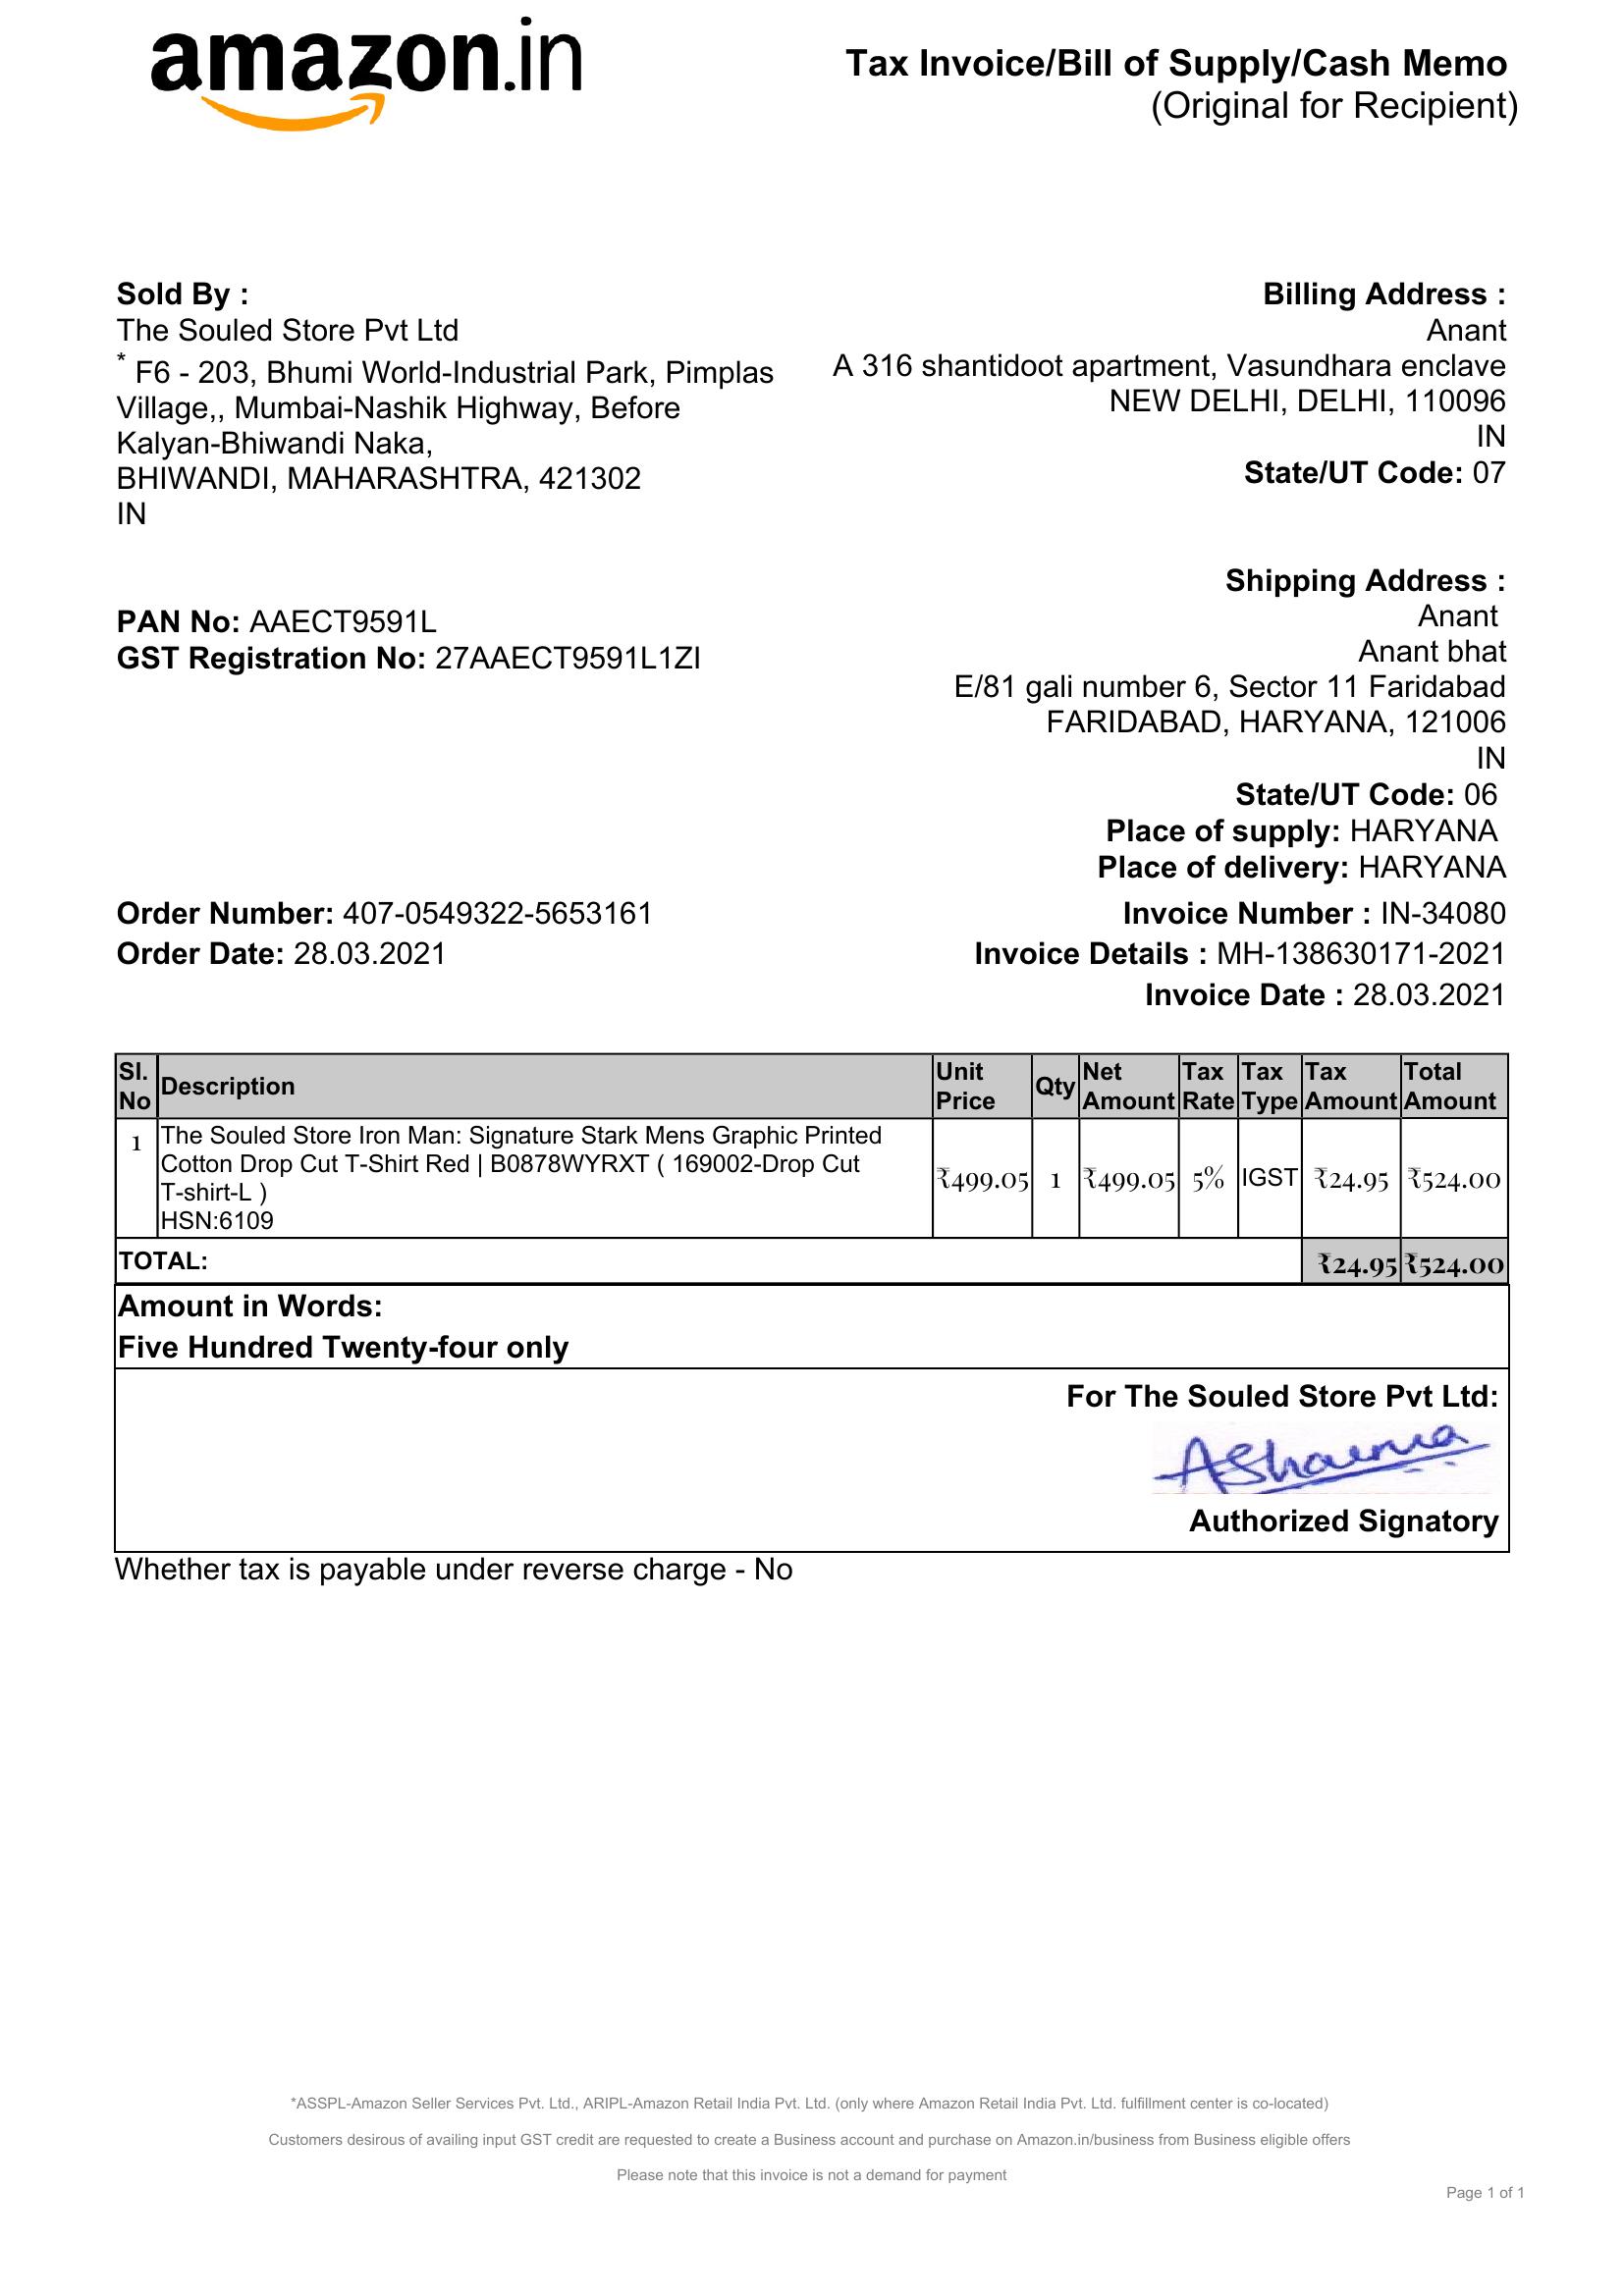 amazon.in
Tax Invoice/Bill of Supply/Cash Memo
(Original for Recipient)
Sold By :
The Souled Store Pvt Ltd
* F6 - 203, Bhumi World-Industrial Park, Pimplas
Village,, Mumbai-Nashik Highway, Before
Kalyan-Bhiwandi Naka,
BHIWANDI, MAHARASHTRA, 421302
IN
PAN No: AAECT9591L
GST Registration No: 27AAECT9591L1ZI
Billing Address :
Anant
A 316 shantidoot apartment, Vasundhara enclave
NEW DELHI, DELHI, 110096
IN
State/UT Code: 07
Shipping Address :
Anant
Anant bhat
E/81 gali number 6, Sector 11 Faridabad
FARIDABAD, HARYANA, 121006
IN
State/UT Code: 06
Place of supply: HARYANA
Place of delivery: HARYANA
Order Number: 407-0549322-5653161
Order Date: 28.03.2021
Invoice Number : IN-34080
Invoice Details : MH-138630171-2021
Invoice Date : 28.03.2021
Sl. No Description Unit Price Qty Net Amount Tax Rate Tax Type Tax Amount Total Amount
1 The Souled Store Iron Man: Signature Stark Mens Graphic Printed
Cotton Drop Cut T-Shirt Red | B0878WYRXT ( 169002-Drop Cut
T-shirt-L )
HSN:6109
₹499.05 1 ₹499.05 5% IGST ₹24.95 ₹524.00
TOTAL: ₹24.95 ₹524.00
Amount in Words:
Five Hundred Twenty-four only
For The Souled Store Pvt Ltd:
ASharma
Authorized Signatory
Whether tax is payable under reverse charge - No
*ASSPL-Amazon Seller Services Pvt. Ltd., ARIPL-Amazon Retail India Pvt. Ltd. (only where Amazon Retail India Pvt. Ltd. fulfillment center is co-located)
Customers desirous of availing input GST credit are requested to create a Business account and purchase on Amazon.in/business from Business eligible offers
Please note that this invoice is not a demand for payment
Page 1 of 1